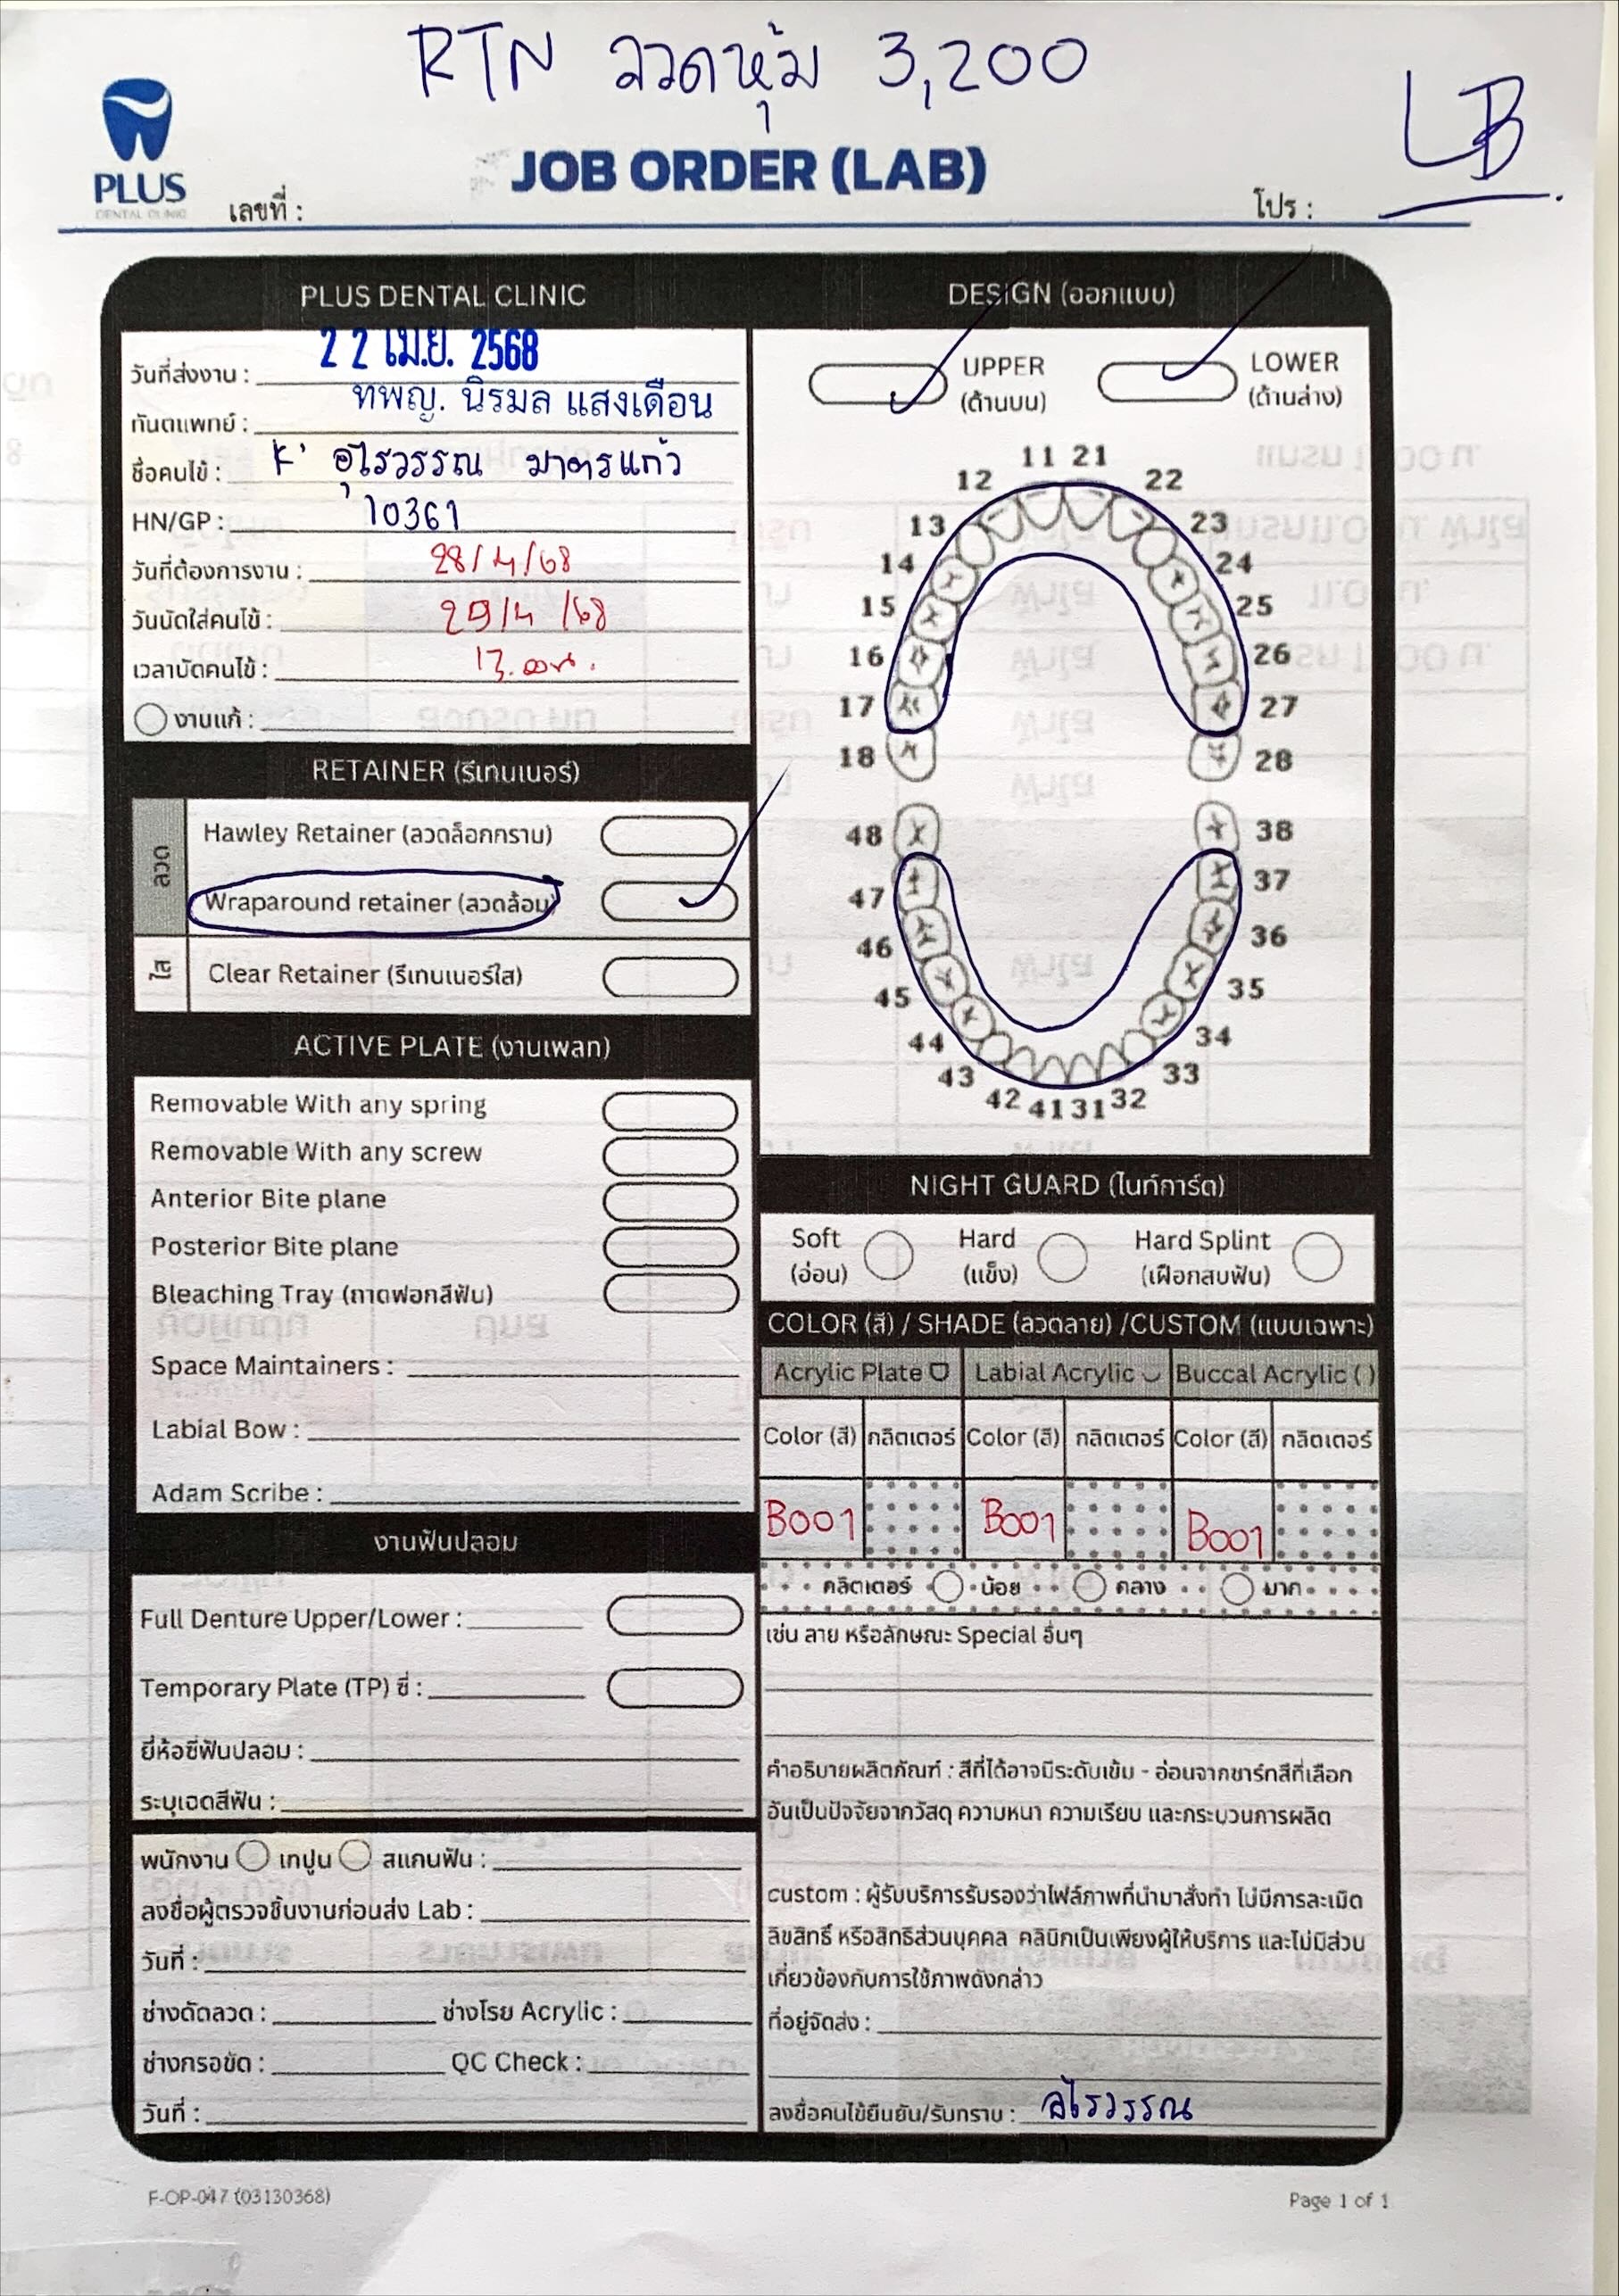 RTN ลวดหุ้ม 3,200
LB
PLUS
DENTAL CLINIC
JOB ORDER (LAB)
เลขที่ :
โปร :
PLUS DENTAL CLINIC
วันที่ส่งงาน : 22 เม.ย. 2568
ทันตแพทย์ : ทพญ. นิรมล แสงเดือน
ชื่อคนไข้ : K' อุไรวรรณ มาตรแก้ว
HN/GP : 10361
วันที่ต้องการงาน : 28/4/68
วันนัดใส่คนไข้ : 29/4/68
เวลานัดคนไข้ : 17.00น.
งานแก้ :
RETAINER (รีเทนเนอร์)
ลวด
Hawley Retainer (ลวดล็อกกราม)
Wraparound retainer (ลวดล้อม)
ใส
Clear Retainer (รีเทนเนอร์ใส)
ACTIVE PLATE (งานเพลท)
Removable With any spring
Removable With any screw
Anterior Bite plane
Posterior Bite plane
Bleaching Tray (ถาดฟอกสีฟัน)
Space Maintainers :
Labial Bow :
Adam Scribe :
งานฟันปลอม
Full Denture Upper/Lower :
Temporary Plate (TP) ซี่ :
ยี่ห้อซี่ฟันปลอม :
ระบุเฉดสีฟัน :
พนักงาน เทปูน สแกนฟัน :
ลงชื่อผู้ตรวจชิ้นงานก่อนส่ง Lab :
วันที่ :
ช่างดัดลวด : ช่างโรย Acrylic :
ช่างกรอขัด : QC Check :
วันที่ :
DESIGN (ออกแบบ)
UPPER (ด้านบน)
LOWER (ด้านล่าง)
11 21
12 22
13 23
14 24
15 25
16 26
17 27
18 28
48 38
47 37
46 36
45 35
44 34
43 33
42 41 31 32
NIGHT GUARD (ไนท์การ์ด)
Soft (อ่อน)
Hard (แข็ง)
Hard Splint (เฝือกสบฟัน)
COLOR (สี) / SHADE (ลวดลาย) /CUSTOM (แบบเฉพาะ)
Acrylic Plate Labial Acrylic Buccal Acrylic ( )
Color (สี) กลิตเตอร์ Color (สี) กลิตเตอร์ Color (สี) กลิตเตอร์
B001 B001 B001
กลิตเตอร์ น้อย กลาง มาก
เช่น ลาย หรือลักษณะ Special อื่นๆ
คำอธิบายผลิตภัณฑ์ : สีที่ได้อาจมีระดับเข้ม - อ่อนจากชาร์ทสีที่เลือก
อันเป็นปัจจัยจากวัสดุ ความหนา ความเรียบ และกระบวนการผลิต
custom : ผู้รับบริการรับรองว่าไฟล์ภาพที่นำมาสั่งทำ ไม่มีการละเมิด
ลิขสิทธิ์ หรือสิทธิส่วนบุคคล คลินิกเป็นเพียงผู้ให้บริการ และไม่มีส่วน
เกี่ยวข้องกับการใช้ภาพดังกล่าว
ที่อยู่จัดส่ง :
ลงชื่อคนไข้ยืนยัน/รับทราบ : อุไรวรรณ
F-OP-047 (03130368)
Page 1 of 1